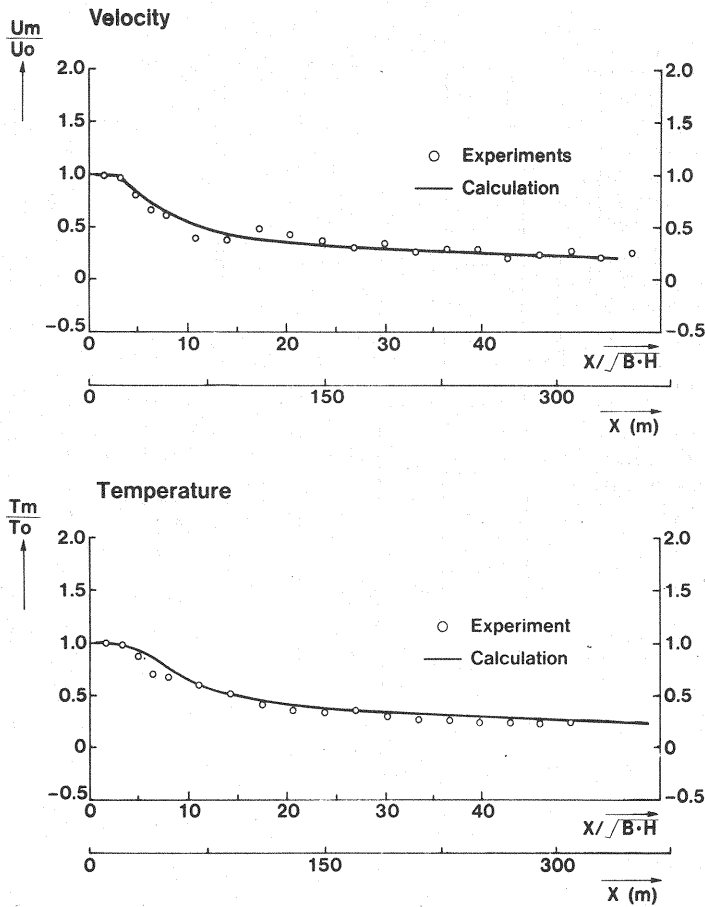 Velocity
Um
Uo
2.0
1.5
1.0
0.5
0
-0.5
2.0
1.5
1.0
0.5
0
-0.5
Experiments
Calculation
0 10 20 30 40
X/√B·H
0 150 300
X (m)
Temperature
Tm
To
2.0
1.5
1.0
0.5
0
-0.5
2.0
1.5
1.0
0.5
0
-0.5
Experiment
Calculation
0 10 20 30 40
X/√B·H
0 150 300
X (m)